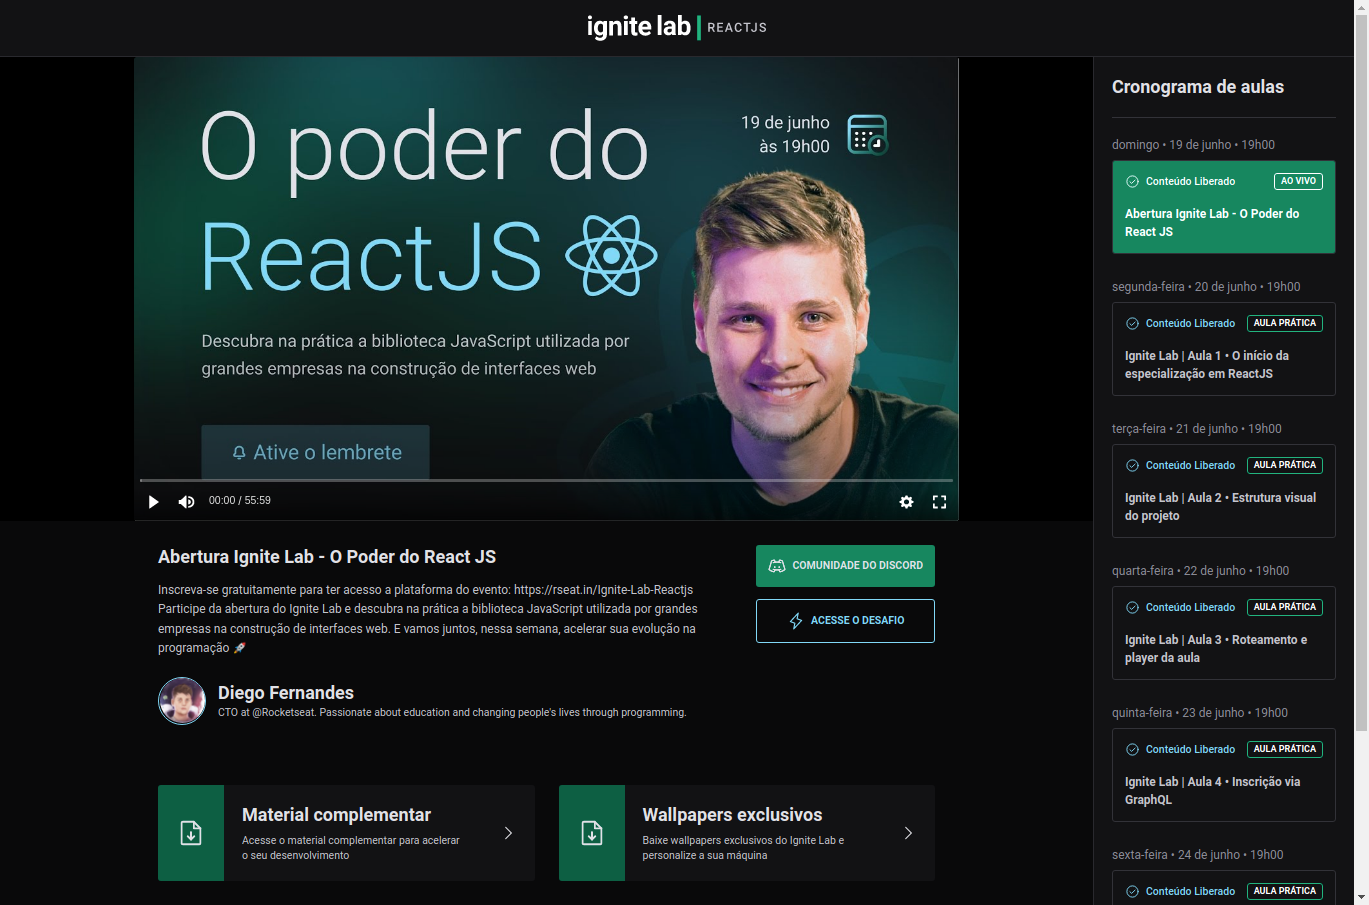 ignite lab | REACTJS
O poder do
ReactJS
19 de junho
às 19h00
Descubra na prática a biblioteca JavaScript utilizada por
grandes empresas na construção de interfaces web
Ative o lembrete
00:00 / 55:59
Abertura Ignite Lab - O Poder do React JS
Inscreva-se gratuitamente para ter acesso a plataforma do evento: https://rseat.in/Ignite-Lab-Reactjs
Participe da abertura do Ignite Lab e descubra na prática a biblioteca JavaScript utilizada por grandes
empresas na construção de interfaces web. E vamos juntos, nessa semana, acelerar sua evolução na
programação 🚀
COMUNIDADE DO DISCORD
ACESSE O DESAFIO
Diego Fernandes
CTO at @Rocketseat. Passionate about education and changing people's lives through programming.
Material complementar
Acesse o material complementar para acelerar
o seu desenvolvimento
Wallpapers exclusivos
Baixe wallpapers exclusivos do Ignite Lab e
personalize a sua máquina
Cronograma de aulas
domingo • 19 de junho • 19h00
Conteúdo Liberado AO VIVO
Abertura Ignite Lab - O Poder do
React JS
segunda-feira • 20 de junho • 19h00
Conteúdo Liberado AULA PRÁTICA
Ignite Lab | Aula 1 • O início da
especialização em ReactJS
terça-feira • 21 de junho • 19h00
Conteúdo Liberado AULA PRÁTICA
Ignite Lab | Aula 2 • Estrutura visual
do projeto
quarta-feira • 22 de junho • 19h00
Conteúdo Liberado AULA PRÁTICA
Ignite Lab | Aula 3 • Roteamento e
player da aula
quinta-feira • 23 de junho • 19h00
Conteúdo Liberado AULA PRÁTICA
Ignite Lab | Aula 4 • Inscrição via
GraphQL
sexta-feira • 24 de junho • 19h00
Conteúdo Liberado AULA PRÁTICA